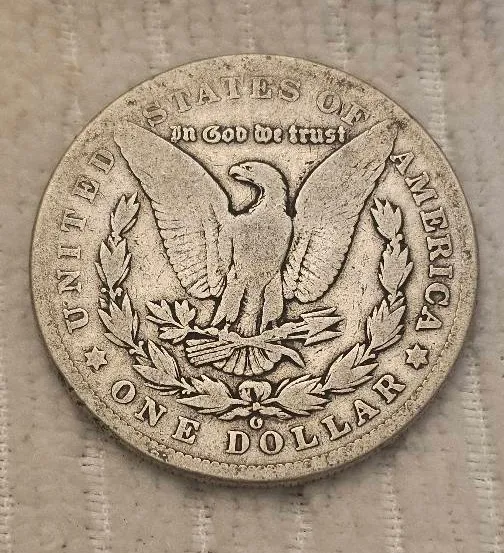 UNITED STATES OF AMERICA
In God we trust
O
ONE DOLLAR